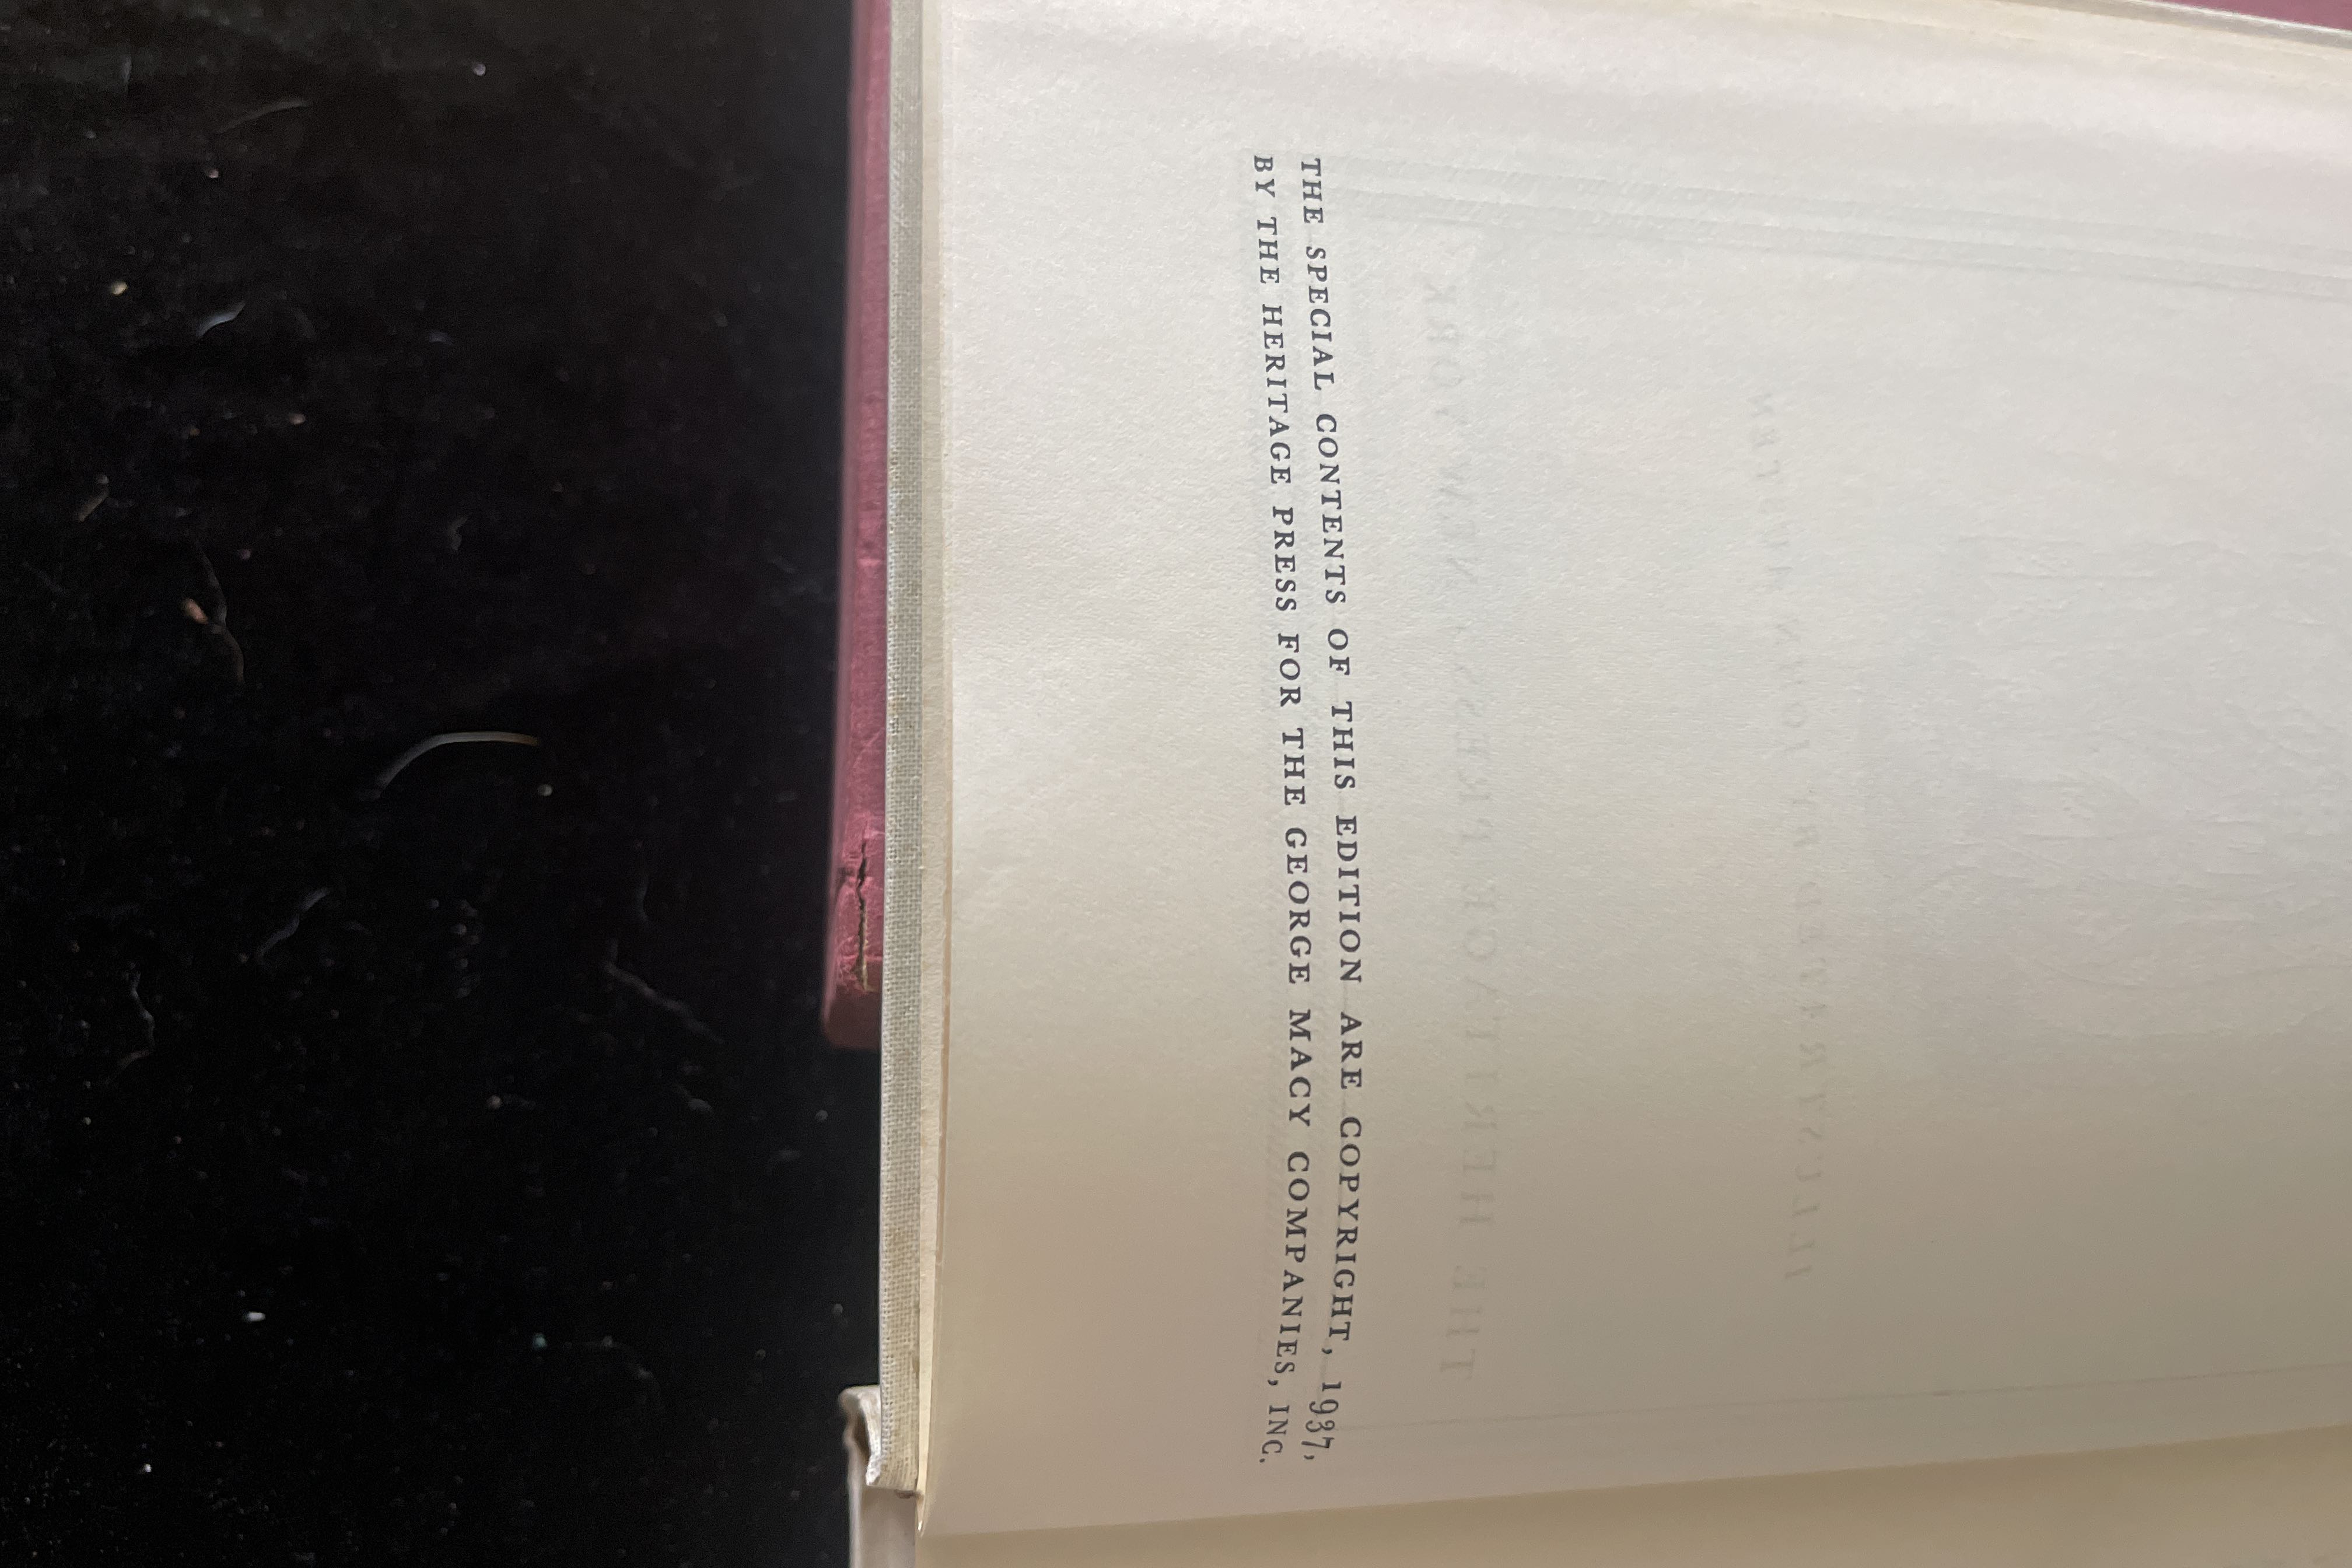 THE SPECIAL CONTENTS OF THIS EDITION ARE COPYRIGHT, 1937,
BY THE HERITAGE PRESS FOR THE GEORGE MACY COMPANIES, INC.